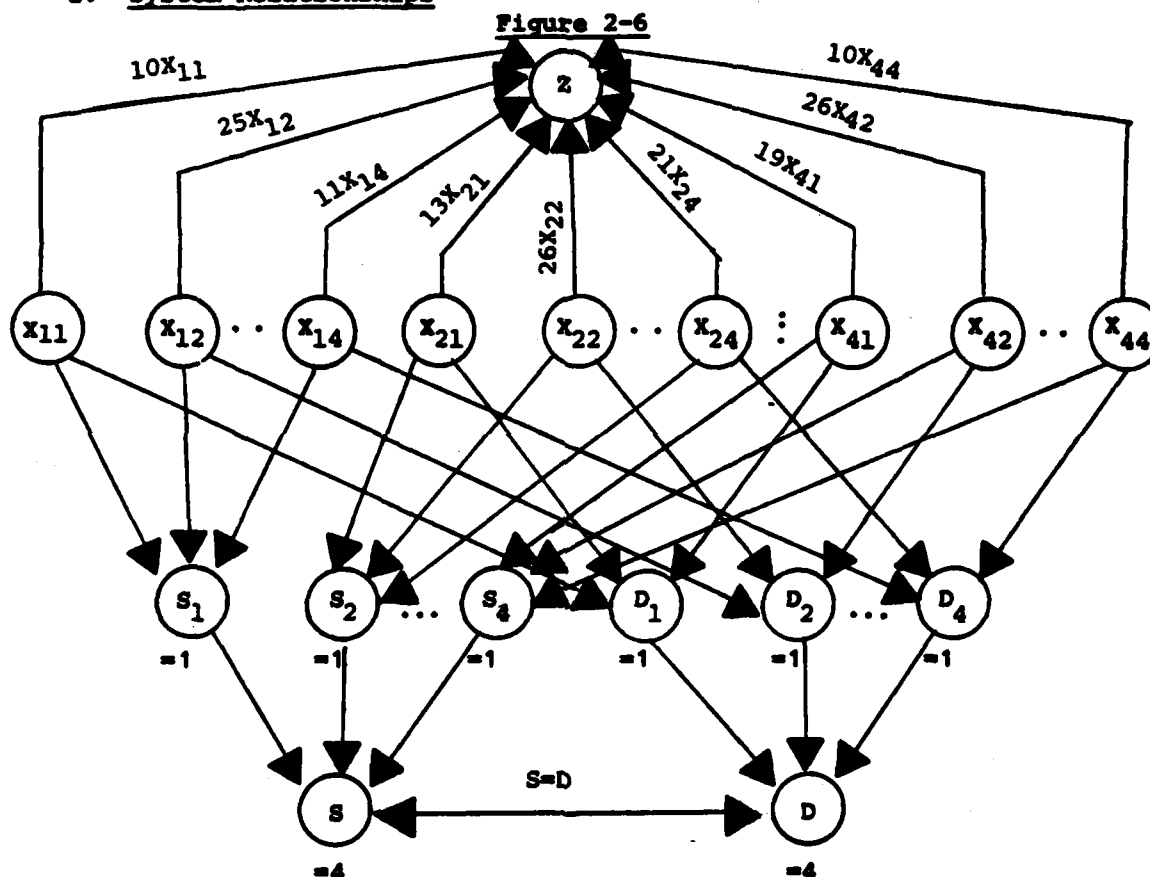 Figure 2-6
10X11
25X12
11X14
13X21
26X22
21X24
19X41
26X42
10X44
Z
X11
X12
..
X14
X21
X22
..
X24
:
X41
X42
..
X44
S1
S2
...
S4
D1
D2
...
D4
=1
=1
=1
=1
=1
=1
S=D
S
D
=4
=4